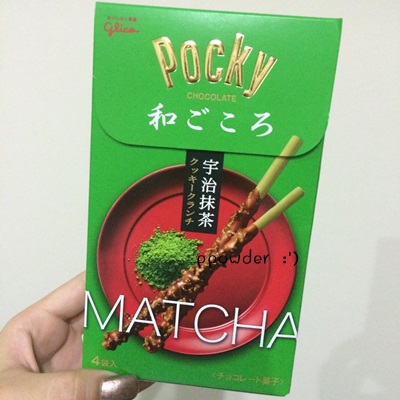 glico
Pocky
CHOCOLATE
和ごころ
宇治抹茶
クッキークランチ
ppowder :')
MATCHA
4袋入
<チョコレート菓子>